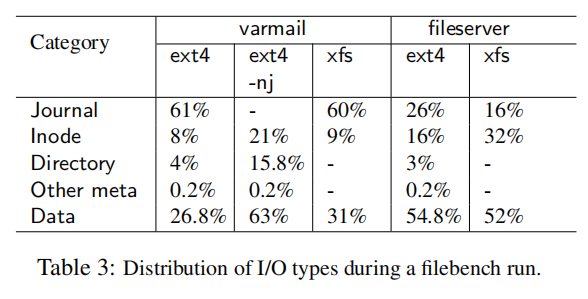 Category varmail fileserver
ext4 ext4 -nj xfs ext4 xfs
Journal 61% - 60% 26% 16%
Inode 8% 21% 9% 16% 32%
Directory 4% 15.8% - 3% -
Other meta 0.2% 0.2% - 0.2% -
Data 26.8% 63% 31% 54.8% 52%
Table 3: Distribution of I/O types during a filebench run.